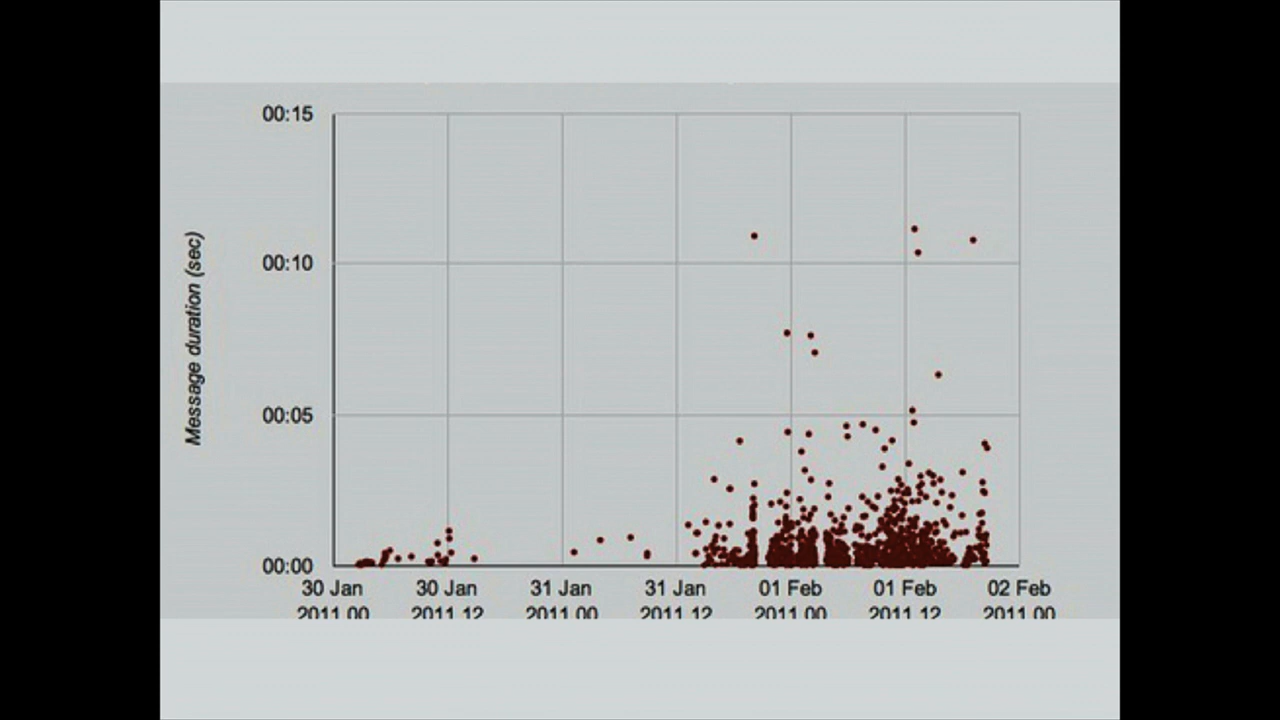 00:15
00:10
00:05
00:00
Message duration (sec)
30 Jan 30 Jan 31 Jan 31 Jan 01 Feb 01 Feb 02 Feb
2011 00 2011 12 2011 00 2011 12 2011 00 2011 12 2011 00